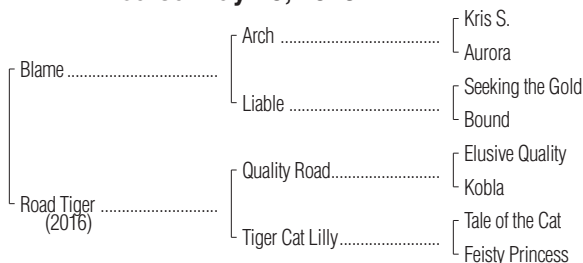 Kris S.
Arch
Aurora
Blame
Seeking the Gold
Liable
Bound
Elusive Quality
Quality Road
Kobla
Road Tiger
(2016)
Tale of the Cat
Tiger Cat Lilly
Feisty Princess